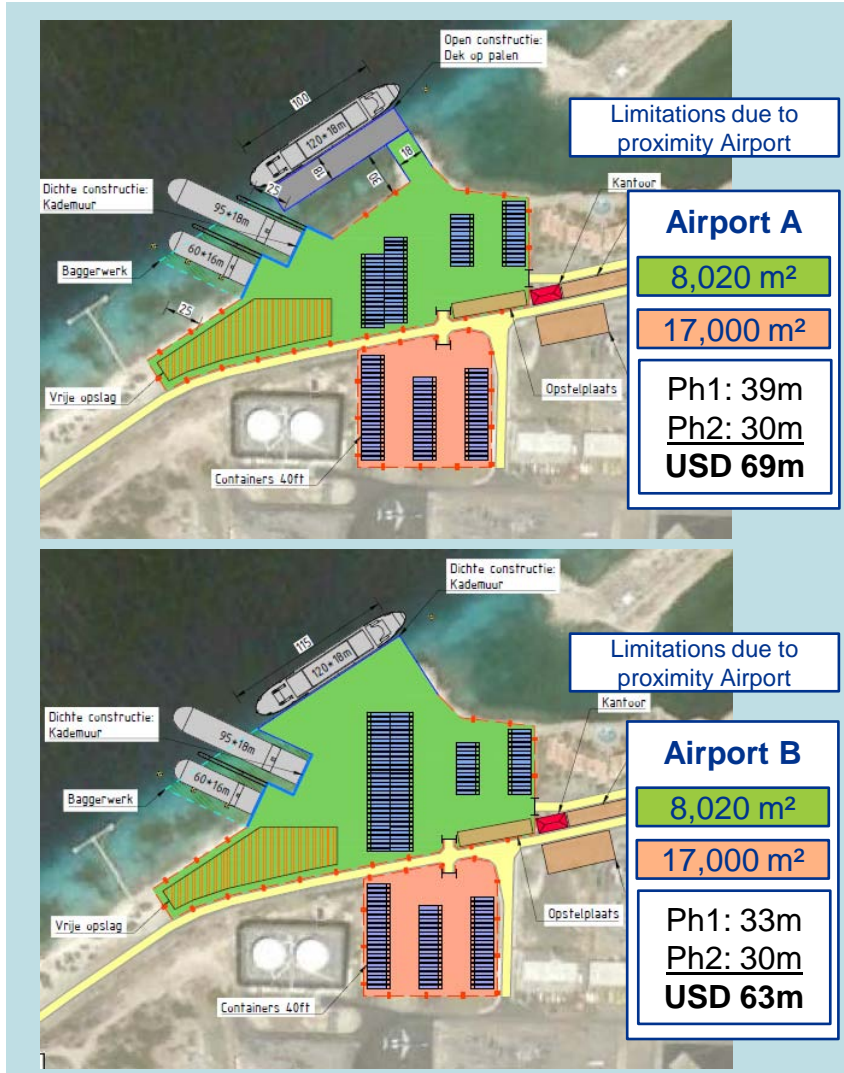 Open constructie:
Dek op palen
100
120*18m
Limitations due to
proximity Airport
18
18
30
25
Dichte constructie:
Kademuur
95*18m
60*16m
Kantoor
Airport A
Baggerwerk
8,020 m²
25
17,000 m²
Vrije opslag
Opstelplaats
Ph1: 39m
Ph2: 30m
USD 69m
Containers 40ft
Dichte constructie:
Kademuur
115
120*18m
Limitations due to
proximity Airport
Kantoor
Dichte constructie:
Kademuur
95*18m
60*16m
Airport B
Baggerwerk
8,020 m²
17,000 m²
Vrije opslag
Opstelplaats
Ph1: 33m
Ph2: 30m
USD 63m
Containers 40ft